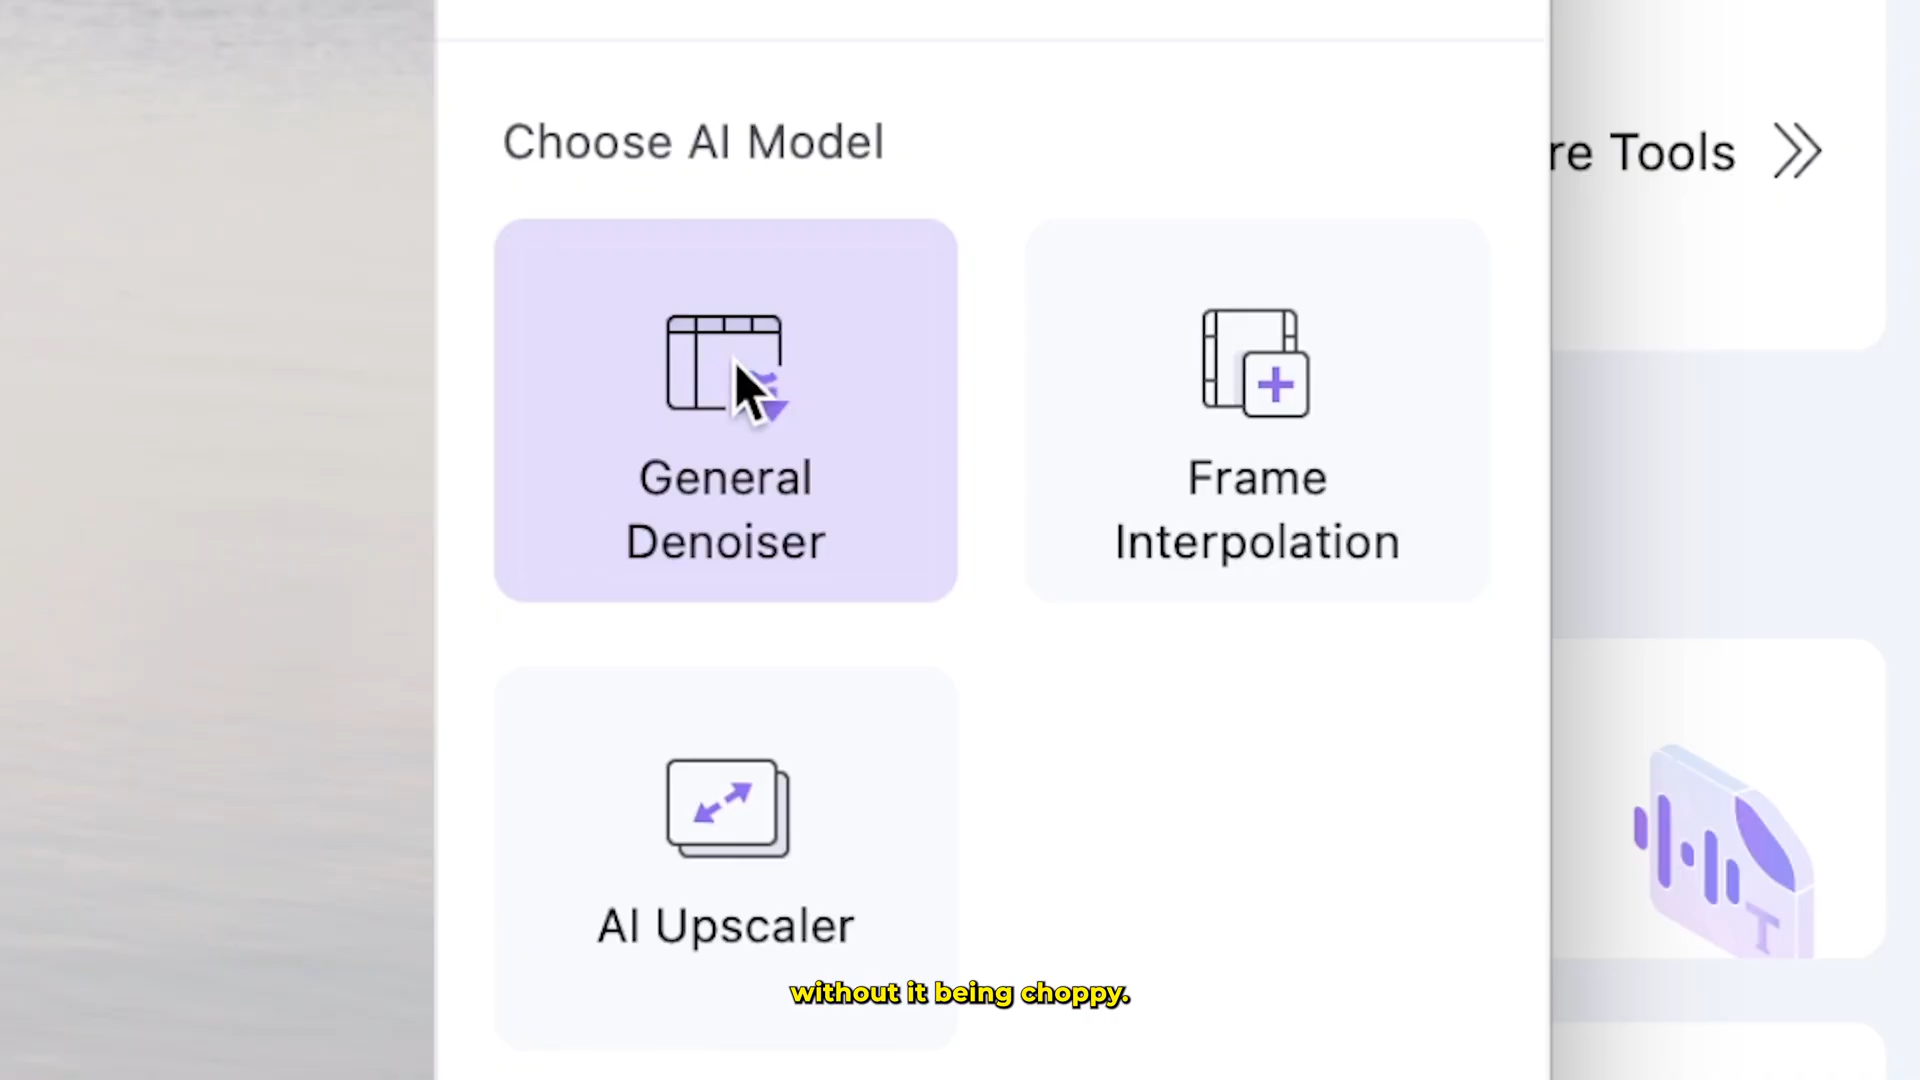 Choose AI Model
re Tools
General
Denoiser
Frame
Interpolation
AI Upscaler
T
without it being choppy.